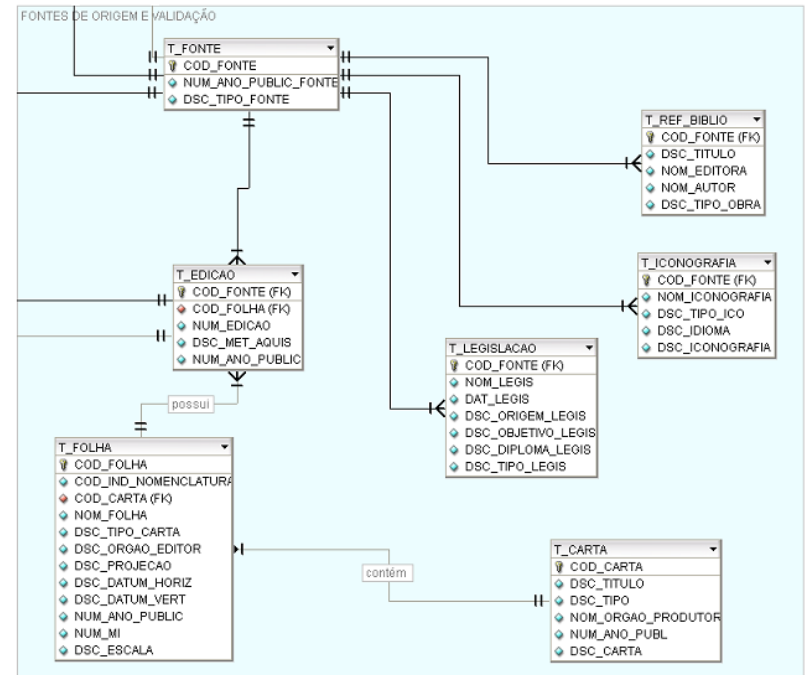 FONTES DE ORIGEM E VALIDAÇÃO
T_FONTE
COD_FONTE
NUM_ANO_PUBLIC_FONTE
DSC_TIPO_FONTE
T_REF_BIBLIO
COD_FONTE (FK)
DSC_TITULO
NOM_EDITORA
NOM_AUTOR
DSC_TIPO_OBRA
T_EDICAO
COD_FONTE (FK)
COD_FOLHA (FK)
NUM_EDICAO
DSC_MET_AQUIS
NUM_ANO_PUBLIC
T_ICONOGRAFIA
COD_FONTE (FK)
NOM_ICONOGRAFIA
DSC_TIPO_ICO
DSC_IDIOMA
DSC_ICONOGRAFIA
T_LEGISLACAO
COD_FONTE (FK)
NOM_LEGIS
DAT_LEGIS
DSC_ORIGEM_LEGIS
DSC_OBJETIVO_LEGIS
DSC_DIPLOMA_LEGIS
DSC_TIPO_LEGIS
possui
T_FOLHA
COD_FOLHA
COD_IND_NOMENCLATURA
COD_CARTA (FK)
NOM_FOLHA
DSC_TIPO_CARTA
DSC_ORGAO_EDITOR
DSC_PROJECAO
DSC_DATUM_HORIZ
DSC_DATUM_VERT
NUM_ANO_PUBLIC
NUM_MI
DSC_ESCALA
contém
T_CARTA
COD_CARTA
DSC_TITULO
DSC_TIPO
NOM_ORGAO_PRODUTOR
NUM_ANO_PUBL
DSC_CARTA